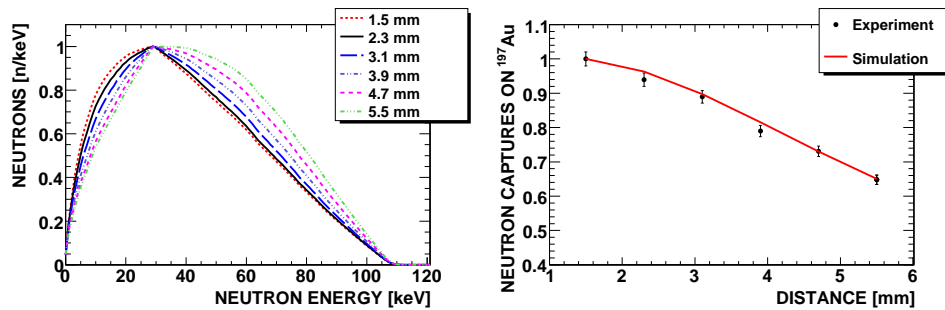 NEUTRONS [n/keV]
1
0.8
0.6
0.4
0.2
0
0 20 40 60 80 100 120
NEUTRON ENERGY [keV]
1.5 mm
2.3 mm
3.1 mm
3.9 mm
4.7 mm
5.5 mm
NEUTRON CAPTURES ON ¹⁹⁷Au
1.1
1
0.9
0.8
0.7
0.6
0.5
0.4
1 2 3 4 5 6
DISTANCE [mm]
Experiment
Simulation